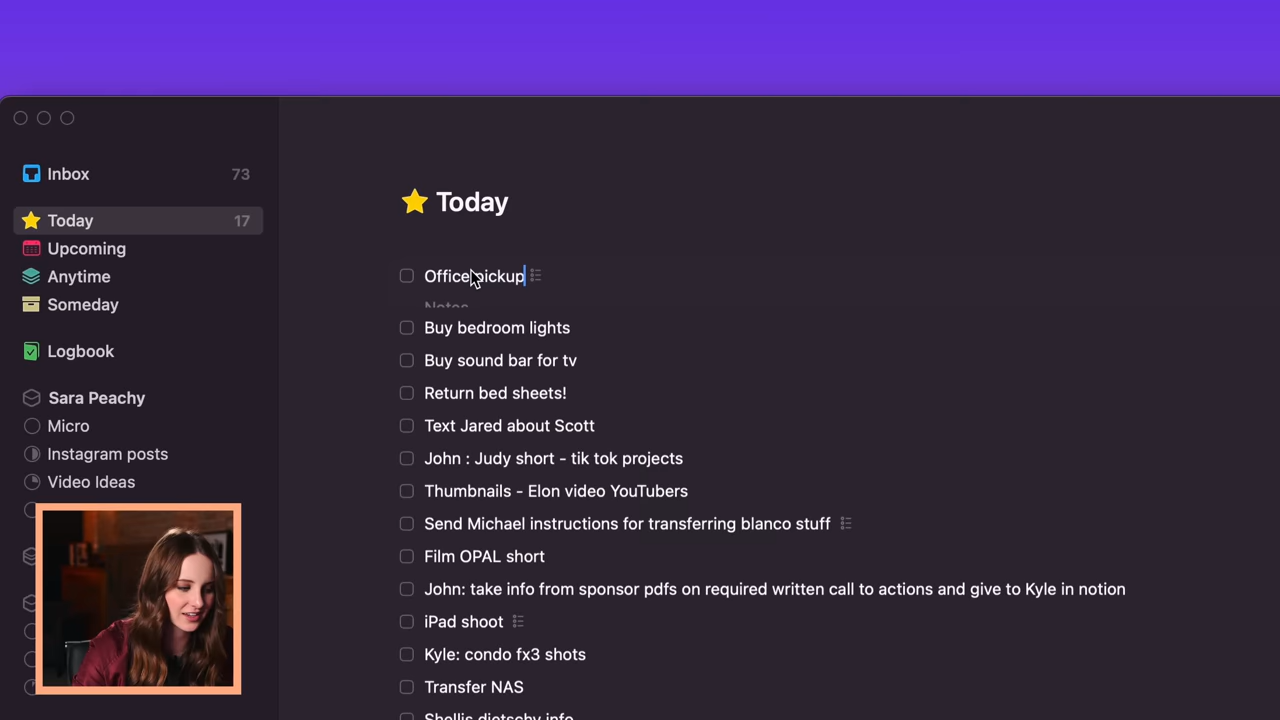 Inbox 73
Today 17
Upcoming
Anytime
Someday
Logbook
Sara Peachy
Micro
Instagram posts
Video Ideas
Today
Office pickup
Notes
Buy bedroom lights
Buy sound bar for tv
Return bed sheets!
Text Jared about Scott
John : Judy short - tik tok projects
Thumbnails - Elon video YouTubers
Send Michael instructions for transferring blanco stuff
Film OPAL short
John: take info from sponsor pdfs on required written call to actions and give to Kyle in notion
iPad shoot
Kyle: condo fx3 shots
Transfer NAS